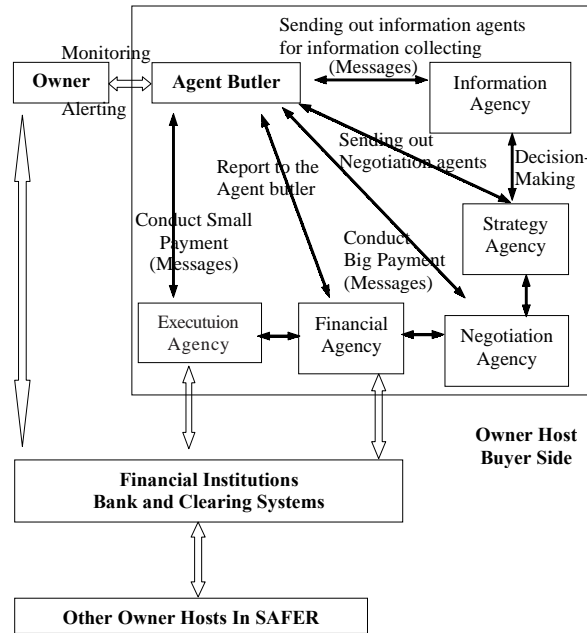 Sending out information agents
for information collecting
(Messages)
Monitoring
Owner
Alerting
Agent Butler
Information
Agency
Sending out
Negotiation agents
Decision-
Making
Report to the
Agent butler
Strategy
Agency
Conduct Small
Payment
(Messages)
Conduct
Big Payment
(Messages)
Executuion
Agency
Financial
Agency
Negotiation
Agency
Owner Host
Buyer Side
Financial Institutions
Bank and Clearing Systems
Other Owner Hosts In SAFER